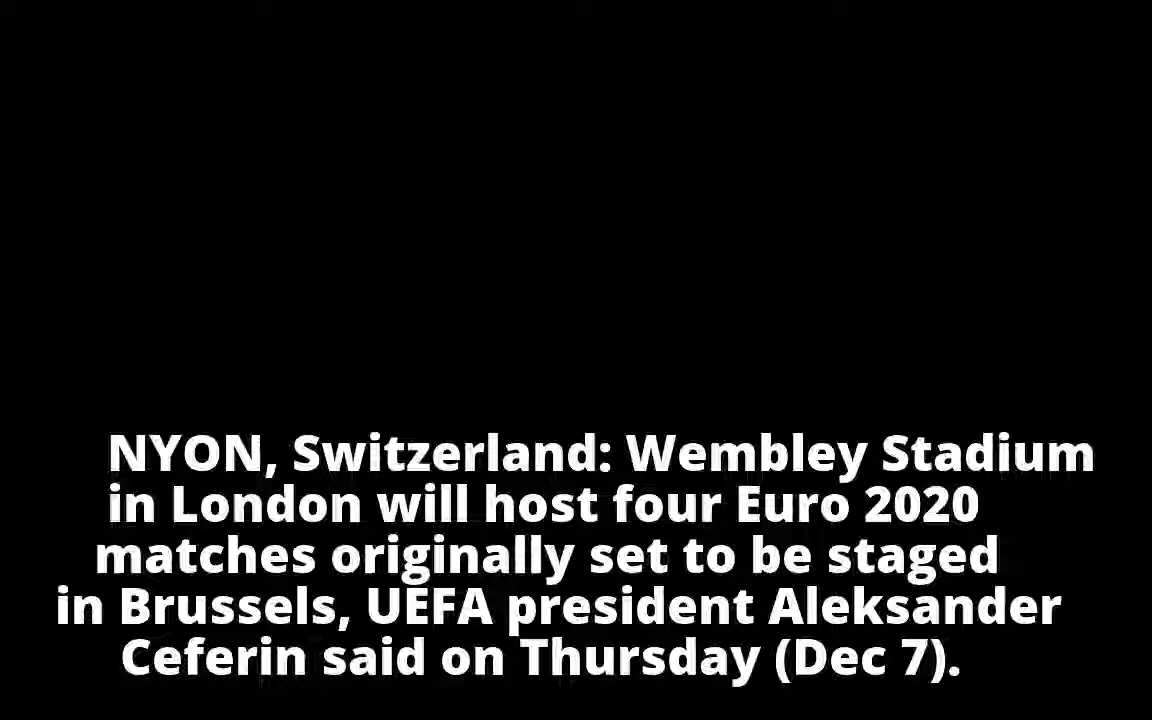 NYON, Switzerland: Wembley Stadium
in London will host four Euro 2020
matches originally set to be staged
in Brussels, UEFA president Aleksander
Ceferin said on Thursday (Dec 7).